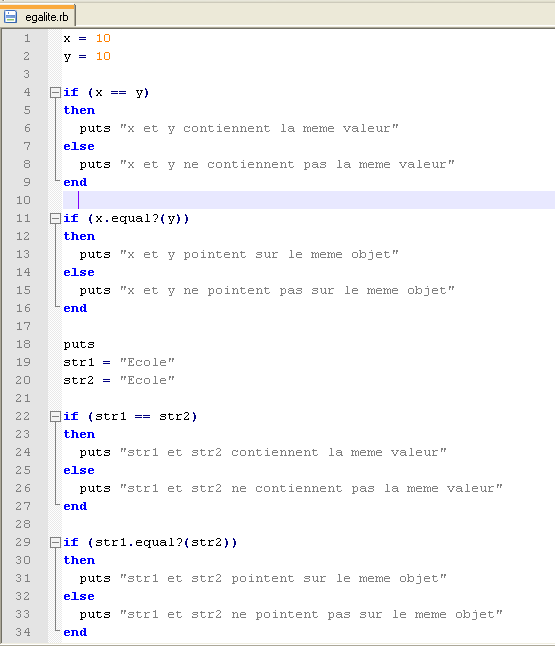 egalite.rb
1 x = 10
2 y = 10
3
4 if (x == y)
5 then
6 puts "x et y contiennent la meme valeur"
7 else
8 puts "x et y ne contiennent pas la meme valeur"
9 end
10
11 if (x.equal?(y))
12 then
13 puts "x et y pointent sur le meme objet"
14 else
15 puts "x et y ne pointent pas sur le meme objet"
16 end
17
18 puts
19 str1 = "Ecole"
20 str2 = "Ecole"
21
22 if (str1 == str2)
23 then
24 puts "str1 et str2 contiennent la meme valeur"
25 else
26 puts "str1 et str2 ne contiennent pas la meme valeur"
27 end
28
29 if (str1.equal?(str2))
30 then
31 puts "str1 et str2 pointent sur le meme objet"
32 else
33 puts "str1 et str2 ne pointent pas sur le meme objet"
34 end